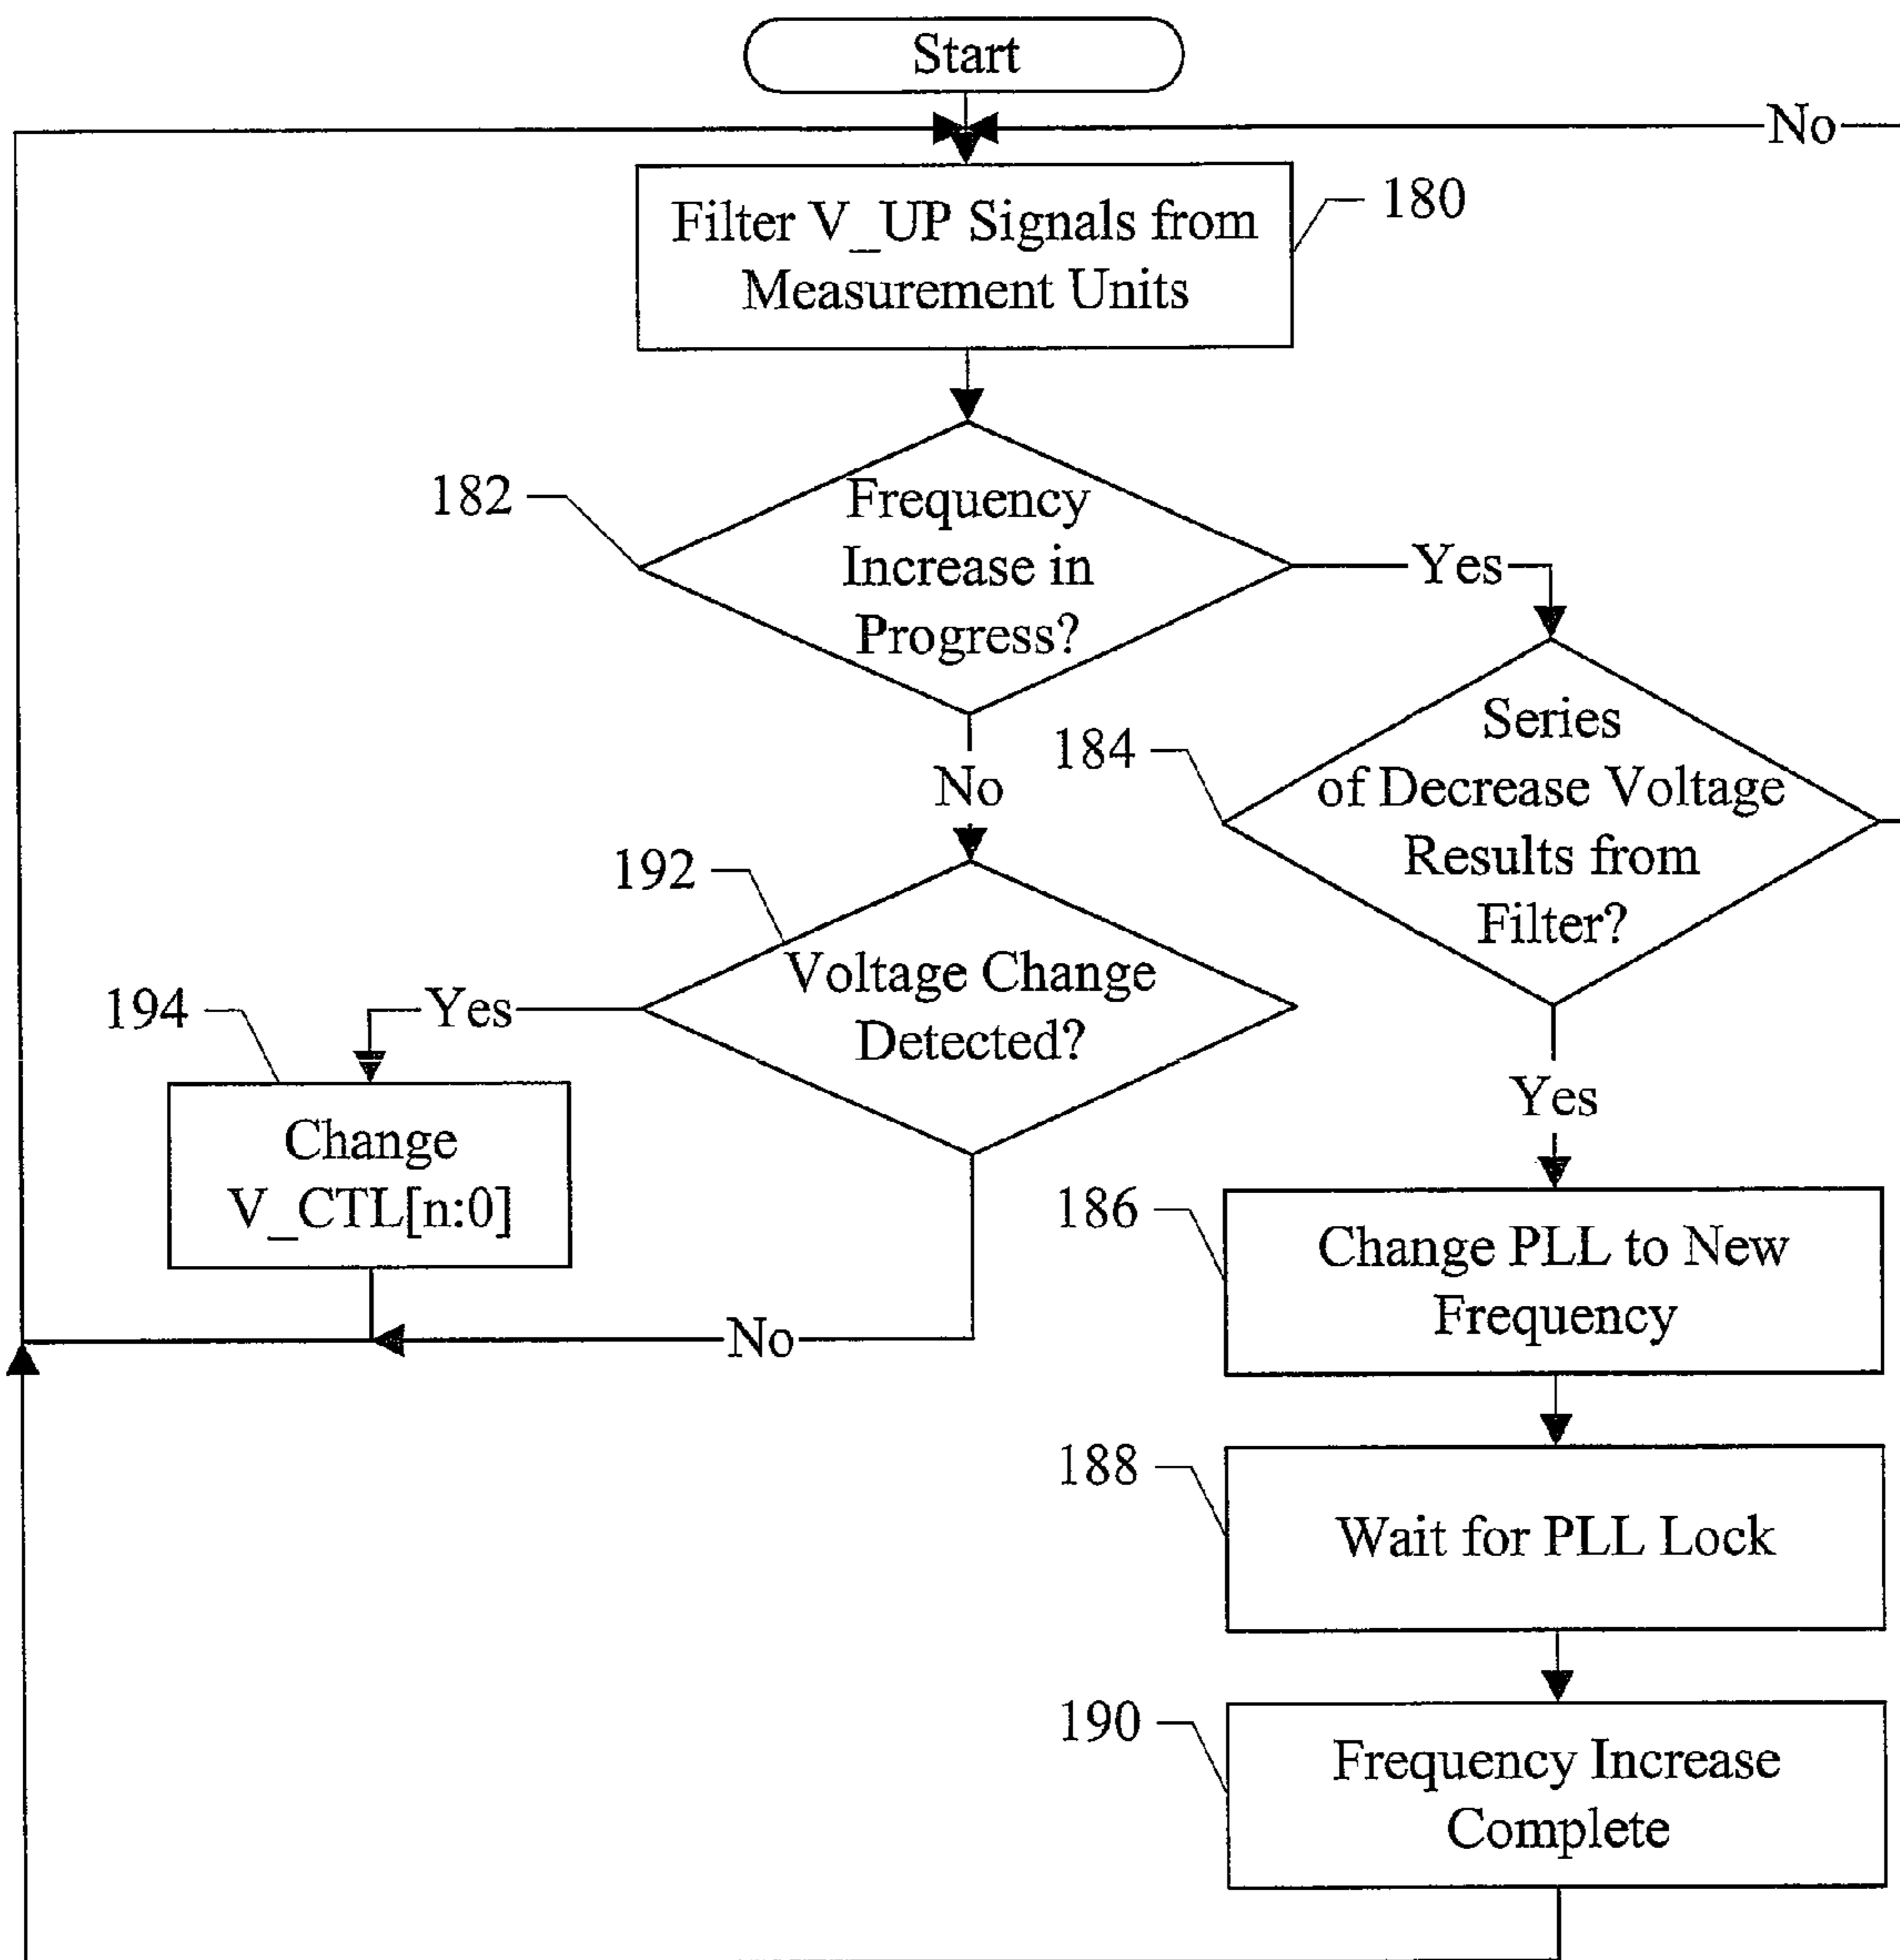 Start
No
Filter V_UP Signals from
Measurement Units
180
182
Frequency
Increase in
Progress?
Yes
No
184
Series
of Decrease Voltage
Results from
Filter?
192
Voltage Change
Detected?
Yes
194
Change
V_CTL[n:0]
No
Yes
186
Change PLL to New
Frequency
188
Wait for PLL Lock
190
Frequency Increase
Complete